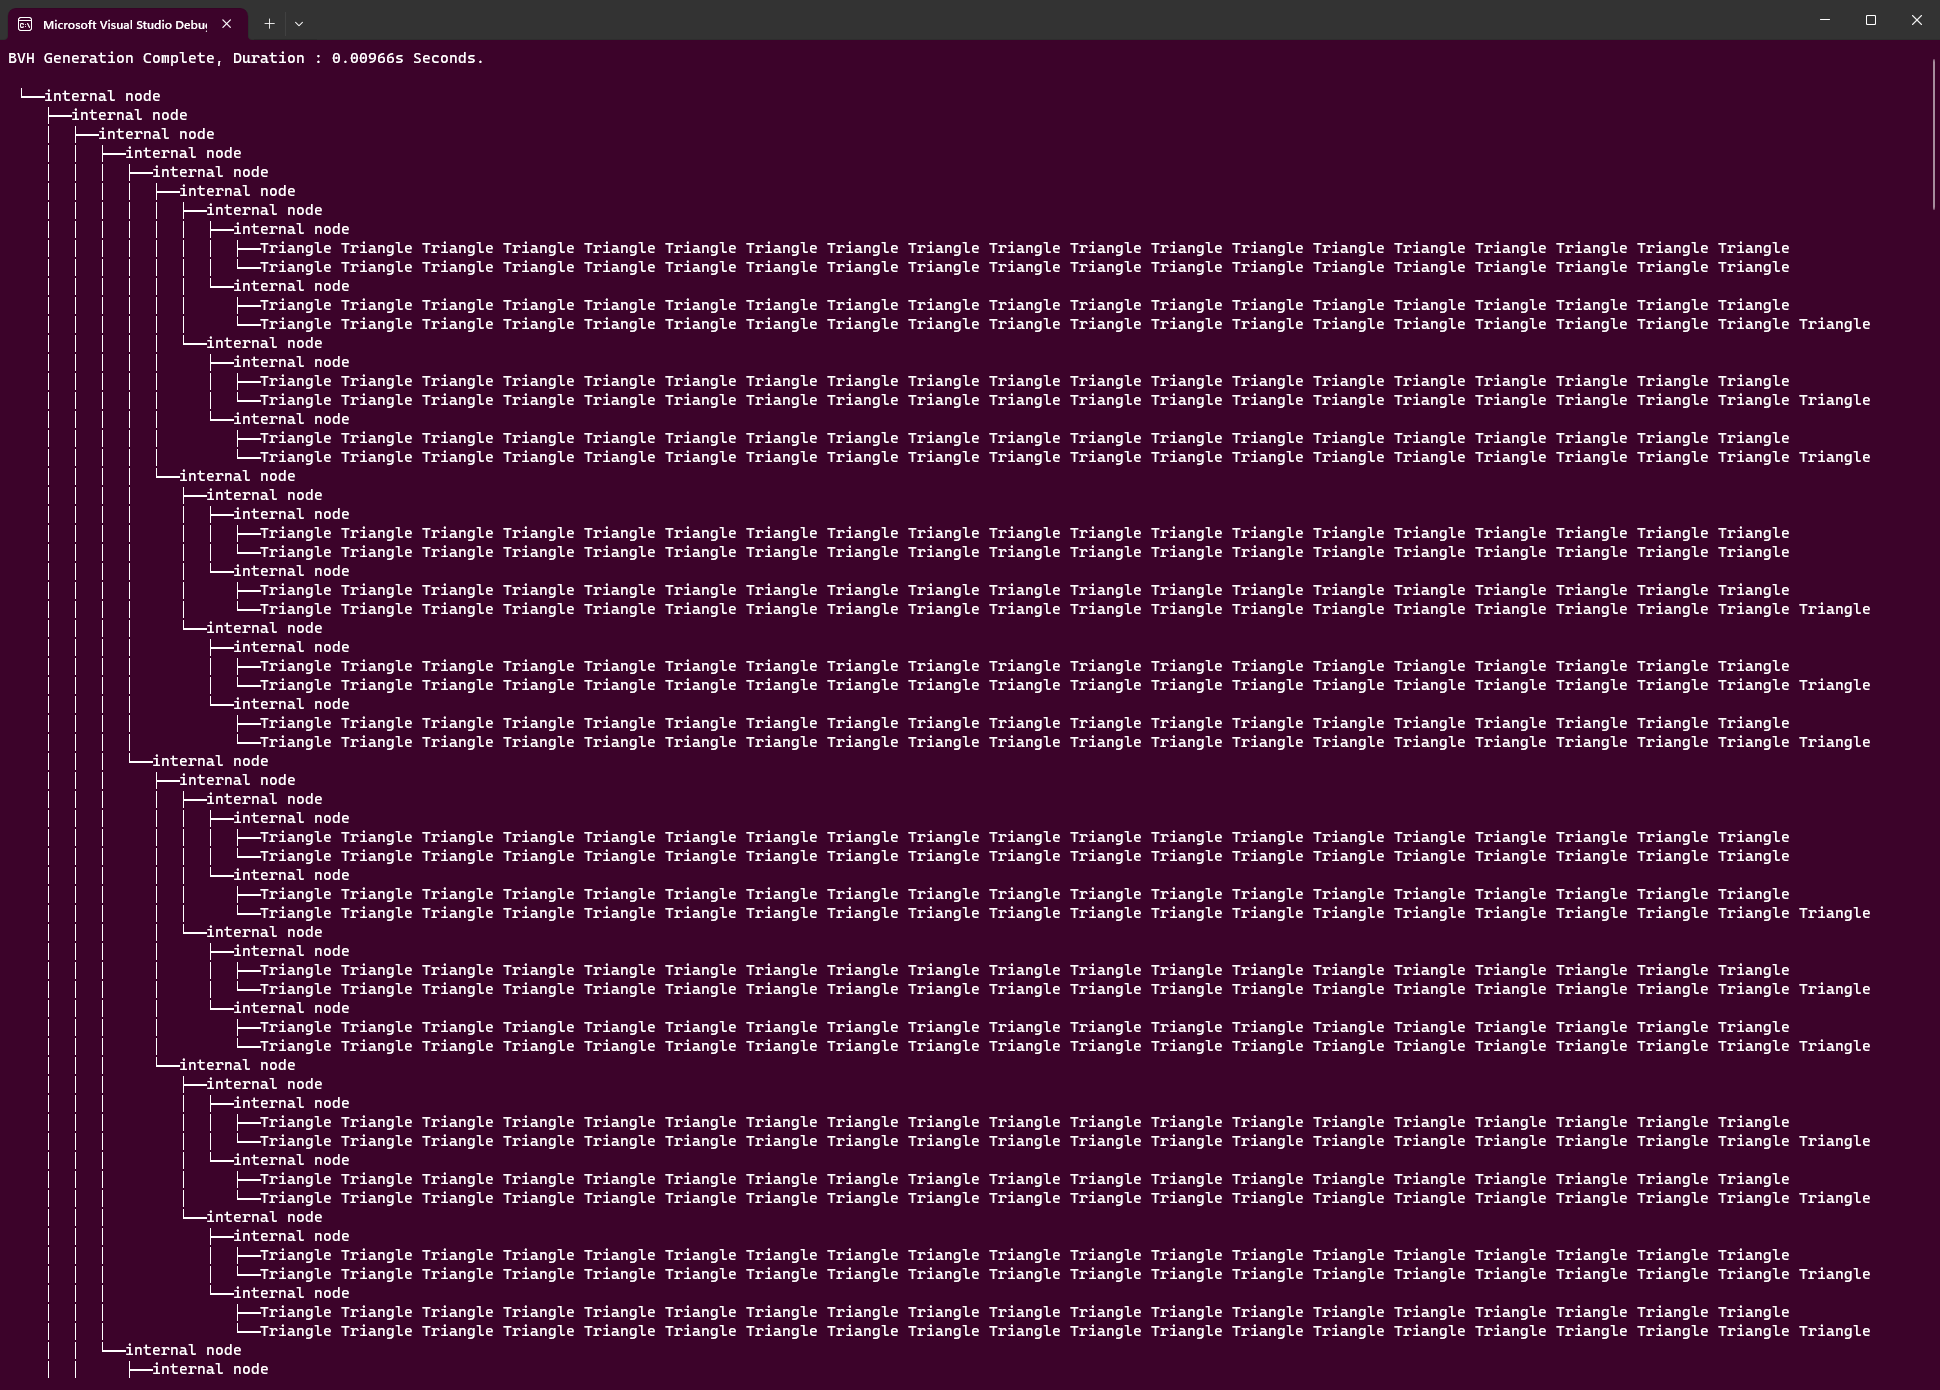 Microsoft Visual Studio Debu
BVH Generation Complete, Duration : 0.00966s Seconds.
internal node
internal node
internal node
internal node
internal node
internal node
internal node
internal node
Triangle Triangle Triangle Triangle Triangle Triangle Triangle Triangle Triangle Triangle Triangle Triangle Triangle Triangle Triangle Triangle Triangle Triangle Triangle
Triangle Triangle Triangle Triangle Triangle Triangle Triangle Triangle Triangle Triangle Triangle Triangle Triangle Triangle Triangle Triangle Triangle Triangle Triangle
internal node
Triangle Triangle Triangle Triangle Triangle Triangle Triangle Triangle Triangle Triangle Triangle Triangle Triangle Triangle Triangle Triangle Triangle Triangle Triangle
Triangle Triangle Triangle Triangle Triangle Triangle Triangle Triangle Triangle Triangle Triangle Triangle Triangle Triangle Triangle Triangle Triangle Triangle Triangle Triangle
internal node
internal node
Triangle Triangle Triangle Triangle Triangle Triangle Triangle Triangle Triangle Triangle Triangle Triangle Triangle Triangle Triangle Triangle Triangle Triangle Triangle
Triangle Triangle Triangle Triangle Triangle Triangle Triangle Triangle Triangle Triangle Triangle Triangle Triangle Triangle Triangle Triangle Triangle Triangle Triangle Triangle
internal node
Triangle Triangle Triangle Triangle Triangle Triangle Triangle Triangle Triangle Triangle Triangle Triangle Triangle Triangle Triangle Triangle Triangle Triangle Triangle
Triangle Triangle Triangle Triangle Triangle Triangle Triangle Triangle Triangle Triangle Triangle Triangle Triangle Triangle Triangle Triangle Triangle Triangle Triangle Triangle
internal node
internal node
internal node
Triangle Triangle Triangle Triangle Triangle Triangle Triangle Triangle Triangle Triangle Triangle Triangle Triangle Triangle Triangle Triangle Triangle Triangle Triangle
Triangle Triangle Triangle Triangle Triangle Triangle Triangle Triangle Triangle Triangle Triangle Triangle Triangle Triangle Triangle Triangle Triangle Triangle Triangle
internal node
Triangle Triangle Triangle Triangle Triangle Triangle Triangle Triangle Triangle Triangle Triangle Triangle Triangle Triangle Triangle Triangle Triangle Triangle Triangle
Triangle Triangle Triangle Triangle Triangle Triangle Triangle Triangle Triangle Triangle Triangle Triangle Triangle Triangle Triangle Triangle Triangle Triangle Triangle Triangle
internal node
internal node
Triangle Triangle Triangle Triangle Triangle Triangle Triangle Triangle Triangle Triangle Triangle Triangle Triangle Triangle Triangle Triangle Triangle Triangle Triangle
Triangle Triangle Triangle Triangle Triangle Triangle Triangle Triangle Triangle Triangle Triangle Triangle Triangle Triangle Triangle Triangle Triangle Triangle Triangle Triangle
internal node
Triangle Triangle Triangle Triangle Triangle Triangle Triangle Triangle Triangle Triangle Triangle Triangle Triangle Triangle Triangle Triangle Triangle Triangle Triangle
Triangle Triangle Triangle Triangle Triangle Triangle Triangle Triangle Triangle Triangle Triangle Triangle Triangle Triangle Triangle Triangle Triangle Triangle Triangle Triangle
internal node
internal node
internal node
internal node
Triangle Triangle Triangle Triangle Triangle Triangle Triangle Triangle Triangle Triangle Triangle Triangle Triangle Triangle Triangle Triangle Triangle Triangle Triangle
Triangle Triangle Triangle Triangle Triangle Triangle Triangle Triangle Triangle Triangle Triangle Triangle Triangle Triangle Triangle Triangle Triangle Triangle Triangle
internal node
Triangle Triangle Triangle Triangle Triangle Triangle Triangle Triangle Triangle Triangle Triangle Triangle Triangle Triangle Triangle Triangle Triangle Triangle Triangle
Triangle Triangle Triangle Triangle Triangle Triangle Triangle Triangle Triangle Triangle Triangle Triangle Triangle Triangle Triangle Triangle Triangle Triangle Triangle Triangle
internal node
internal node
Triangle Triangle Triangle Triangle Triangle Triangle Triangle Triangle Triangle Triangle Triangle Triangle Triangle Triangle Triangle Triangle Triangle Triangle Triangle
Triangle Triangle Triangle Triangle Triangle Triangle Triangle Triangle Triangle Triangle Triangle Triangle Triangle Triangle Triangle Triangle Triangle Triangle Triangle Triangle
internal node
Triangle Triangle Triangle Triangle Triangle Triangle Triangle Triangle Triangle Triangle Triangle Triangle Triangle Triangle Triangle Triangle Triangle Triangle Triangle
Triangle Triangle Triangle Triangle Triangle Triangle Triangle Triangle Triangle Triangle Triangle Triangle Triangle Triangle Triangle Triangle Triangle Triangle Triangle Triangle
internal node
internal node
internal node
Triangle Triangle Triangle Triangle Triangle Triangle Triangle Triangle Triangle Triangle Triangle Triangle Triangle Triangle Triangle Triangle Triangle Triangle Triangle
Triangle Triangle Triangle Triangle Triangle Triangle Triangle Triangle Triangle Triangle Triangle Triangle Triangle Triangle Triangle Triangle Triangle Triangle Triangle Triangle
internal node
Triangle Triangle Triangle Triangle Triangle Triangle Triangle Triangle Triangle Triangle Triangle Triangle Triangle Triangle Triangle Triangle Triangle Triangle Triangle
Triangle Triangle Triangle Triangle Triangle Triangle Triangle Triangle Triangle Triangle Triangle Triangle Triangle Triangle Triangle Triangle Triangle Triangle Triangle Triangle
internal node
internal node
Triangle Triangle Triangle Triangle Triangle Triangle Triangle Triangle Triangle Triangle Triangle Triangle Triangle Triangle Triangle Triangle Triangle Triangle Triangle
Triangle Triangle Triangle Triangle Triangle Triangle Triangle Triangle Triangle Triangle Triangle Triangle Triangle Triangle Triangle Triangle Triangle Triangle Triangle Triangle
internal node
Triangle Triangle Triangle Triangle Triangle Triangle Triangle Triangle Triangle Triangle Triangle Triangle Triangle Triangle Triangle Triangle Triangle Triangle Triangle
Triangle Triangle Triangle Triangle Triangle Triangle Triangle Triangle Triangle Triangle Triangle Triangle Triangle Triangle Triangle Triangle Triangle Triangle Triangle Triangle
internal node
internal node